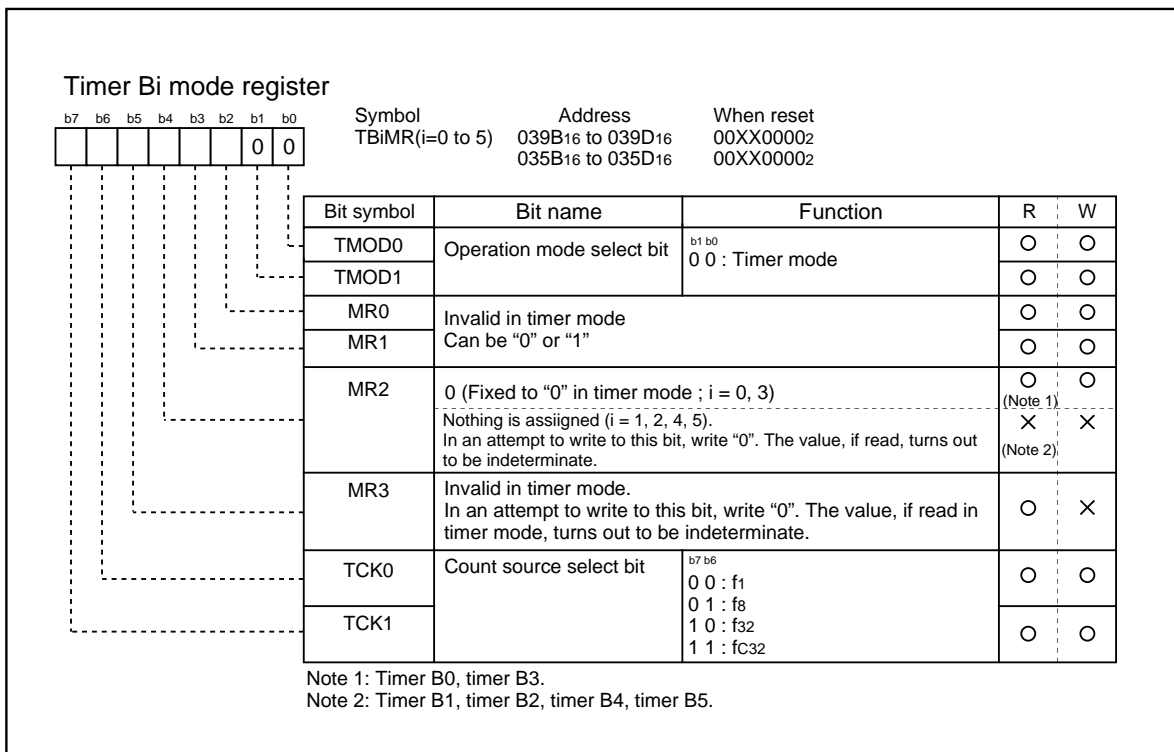 Timer Bi mode register
b7 b6 b5 b4 b3 b2 b1 b0
0 0
Symbol Address When reset
TBiMR(i=0 to 5) 039B16 to 039D16 00XX00002
035B16 to 035D16 00XX00002
Bit symbol Bit name Function R W
TMOD0 Operation mode select bit b1 b0
0 0 : Timer mode
TMOD1
MR0 Invalid in timer mode
MR1 Can be “0” or “1”
MR2 0 (Fixed to “0” in timer mode ; i = 0, 3)
(Note 1)
Nothing is assiigned (i = 1, 2, 4, 5).
In an attempt to write to this bit, write “0”. The value, if read, turns out
to be indeterminate.
(Note 2)
MR3 Invalid in timer mode.
In an attempt to write to this bit, write “0”. The value, if read in
timer mode, turns out to be indeterminate.
TCK0 Count source select bit b7 b6
0 0 : f1
0 1 : f8
TCK1 1 0 : f32
1 1 : fC32
Note 1: Timer B0, timer B3.
Note 2: Timer B1, timer B2, timer B4, timer B5.